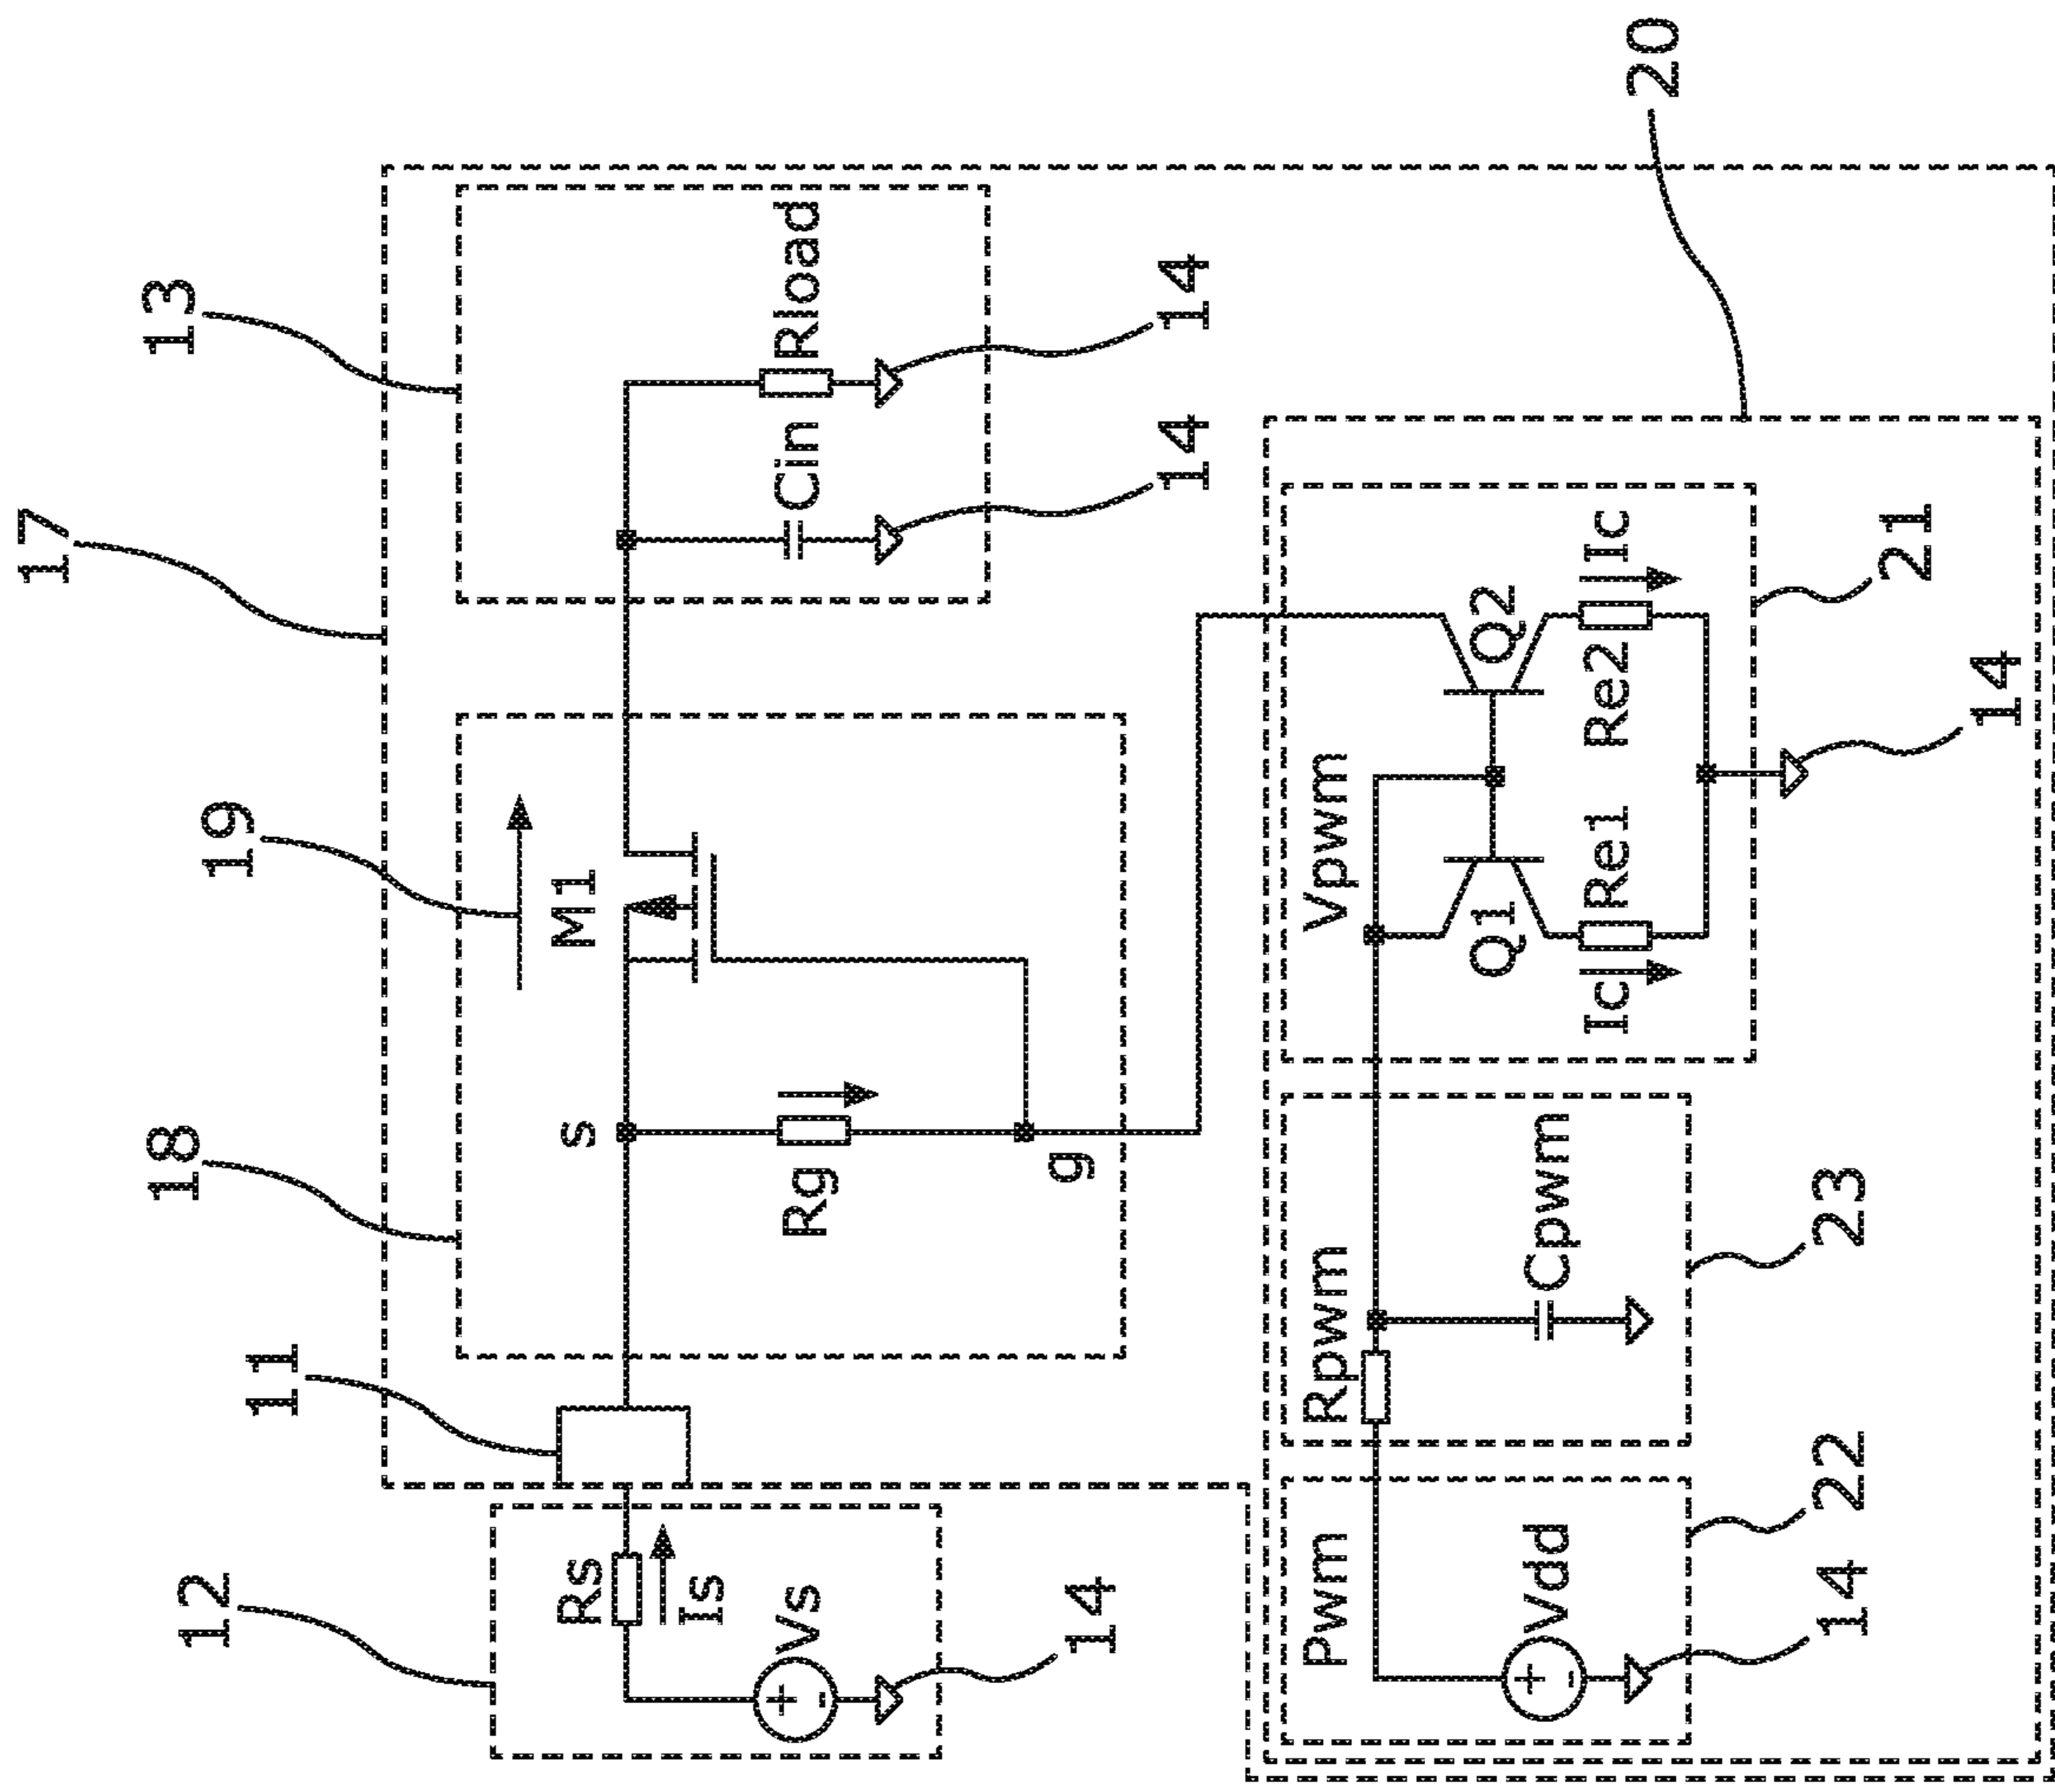 20
17
13
19
18
11
12
Rs
Is
Vs
14
s
Rg
g
M1
Cin
Rload
14
14
Pwm
Vdd
14
22
Rpwm
Cpwm
23
Vpwm
Q1
Q2
Ic
Re1
Re2
Ic
21
14